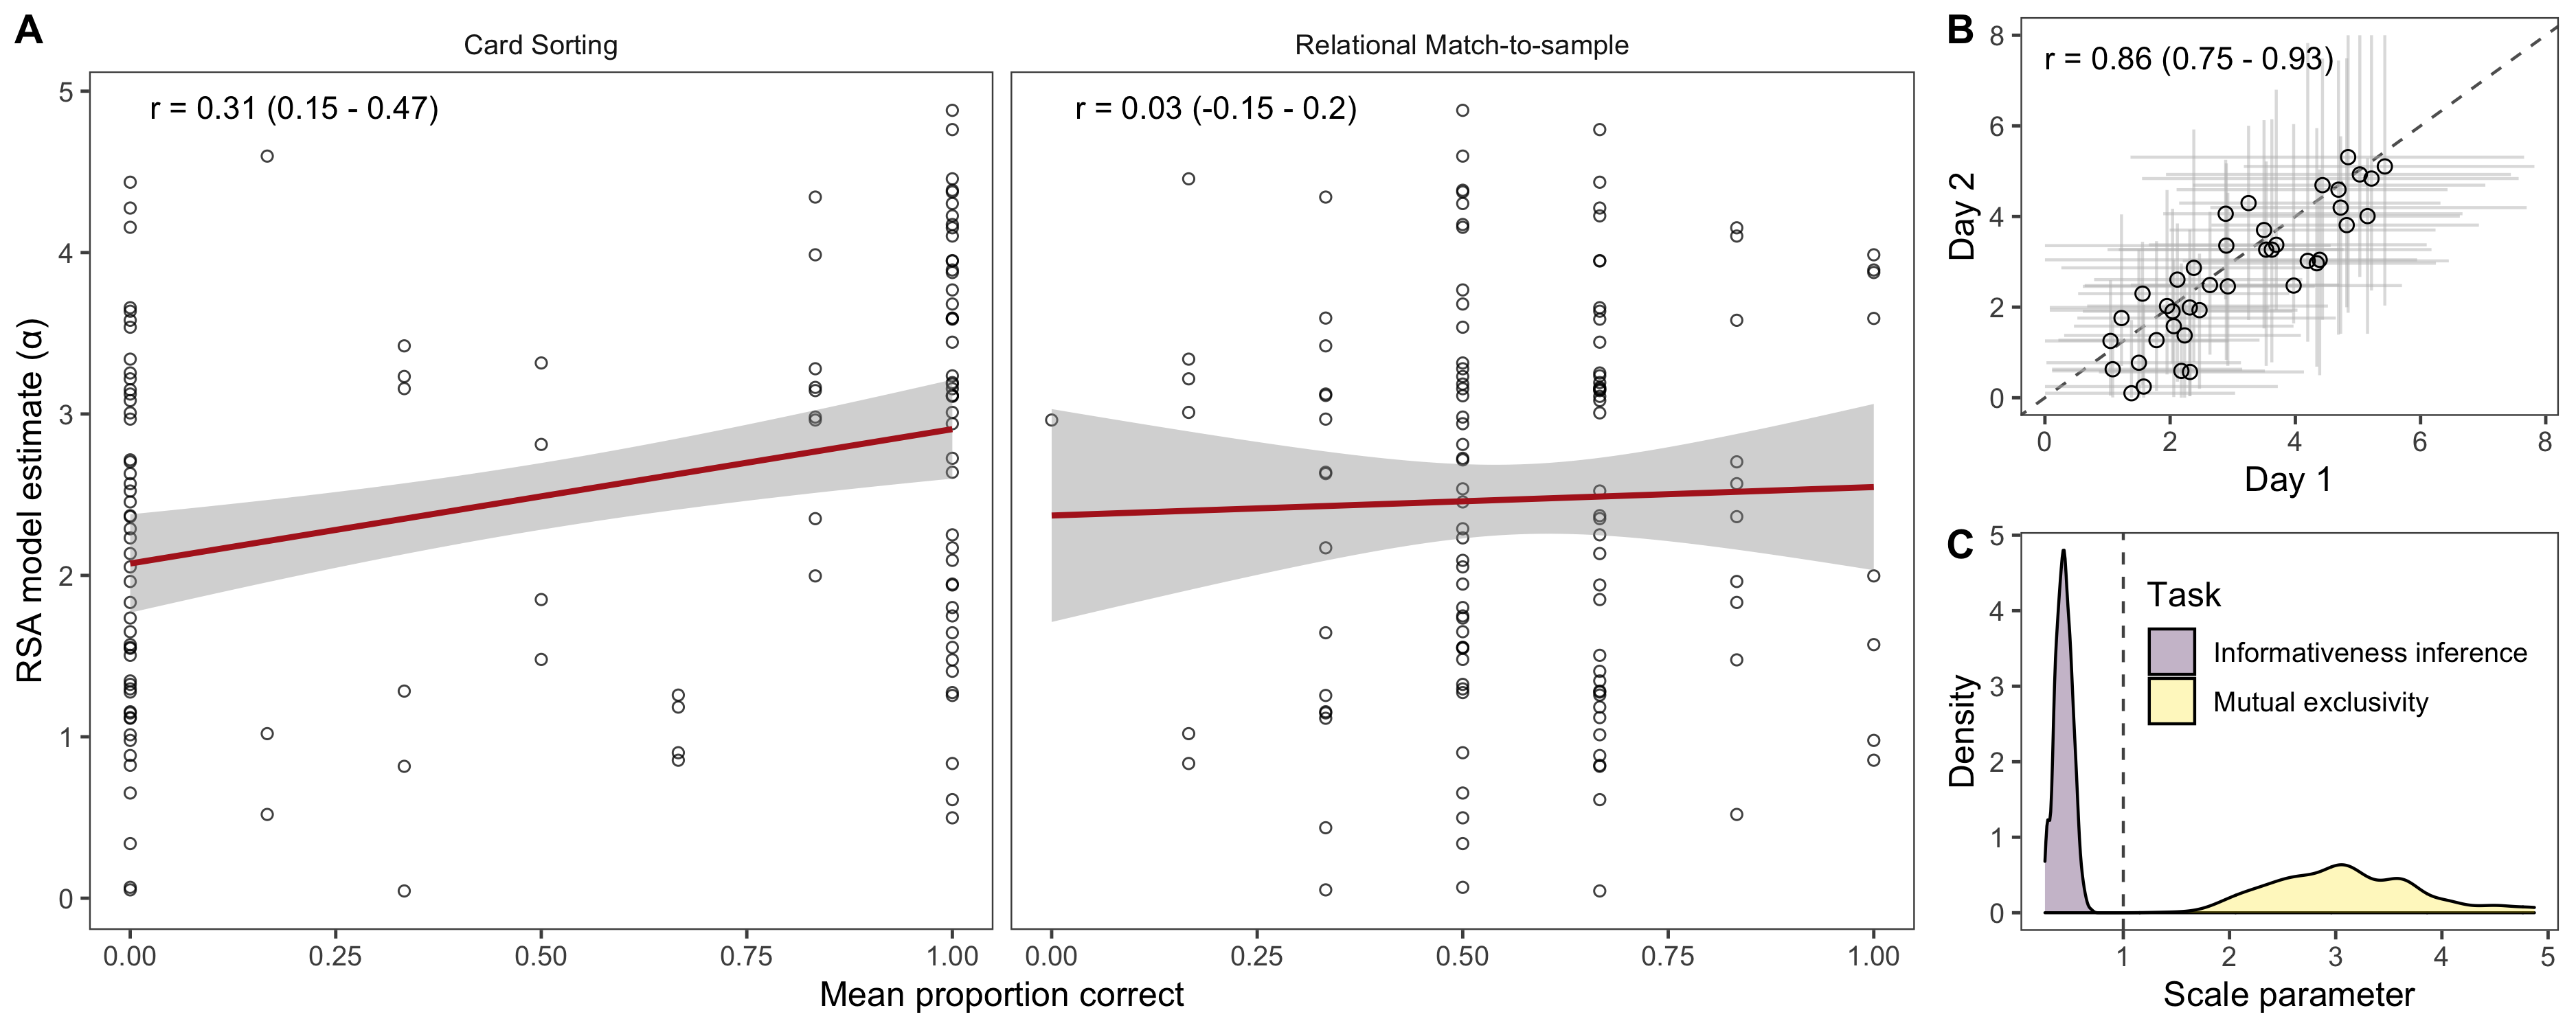 A
Card Sorting
Relational Match-to-sample
r = 0.31 (0.15 - 0.47)
r = 0.03 (-0.15 - 0.2)
RSA model estimate (α)
5
4
3
2
1
0
0.00 0.25 0.50 0.75 1.00
0.00 0.25 0.50 0.75 1.00
Mean proportion correct
B
r = 0.86 (0.75 - 0.93)
Day 2
8
6
4
2
0
0 2 4 6 8
Day 1
C
Density
5
4
3
2
1
0
Task
Informativeness inference
Mutual exclusivity
1 2 3 4 5
Scale parameter